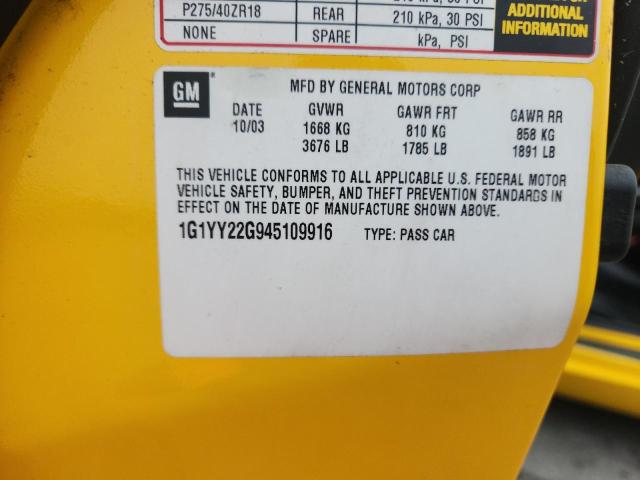 FOR
ADDITIONAL
INFORMATION
P275/40ZR18 REAR 210 kPa, 30 PSI
NONE SPARE kPa, PSI
GM ® MFD BY GENERAL MOTORS CORP
DATE GVWR GAWR FRT GAWR RR
10/03 1668 KG 810 KG 858 KG
3676 LB 1785 LB 1891 LB
THIS VEHICLE CONFORMS TO ALL APPLICABLE U.S. FEDERAL MOTOR
VEHICLE SAFETY, BUMPER, AND THEFT PREVENTION STANDARDS IN
EFFECT ON THE DATE OF MANUFACTURE SHOWN ABOVE.
1G1YY22G945109916 TYPE: PASS CAR